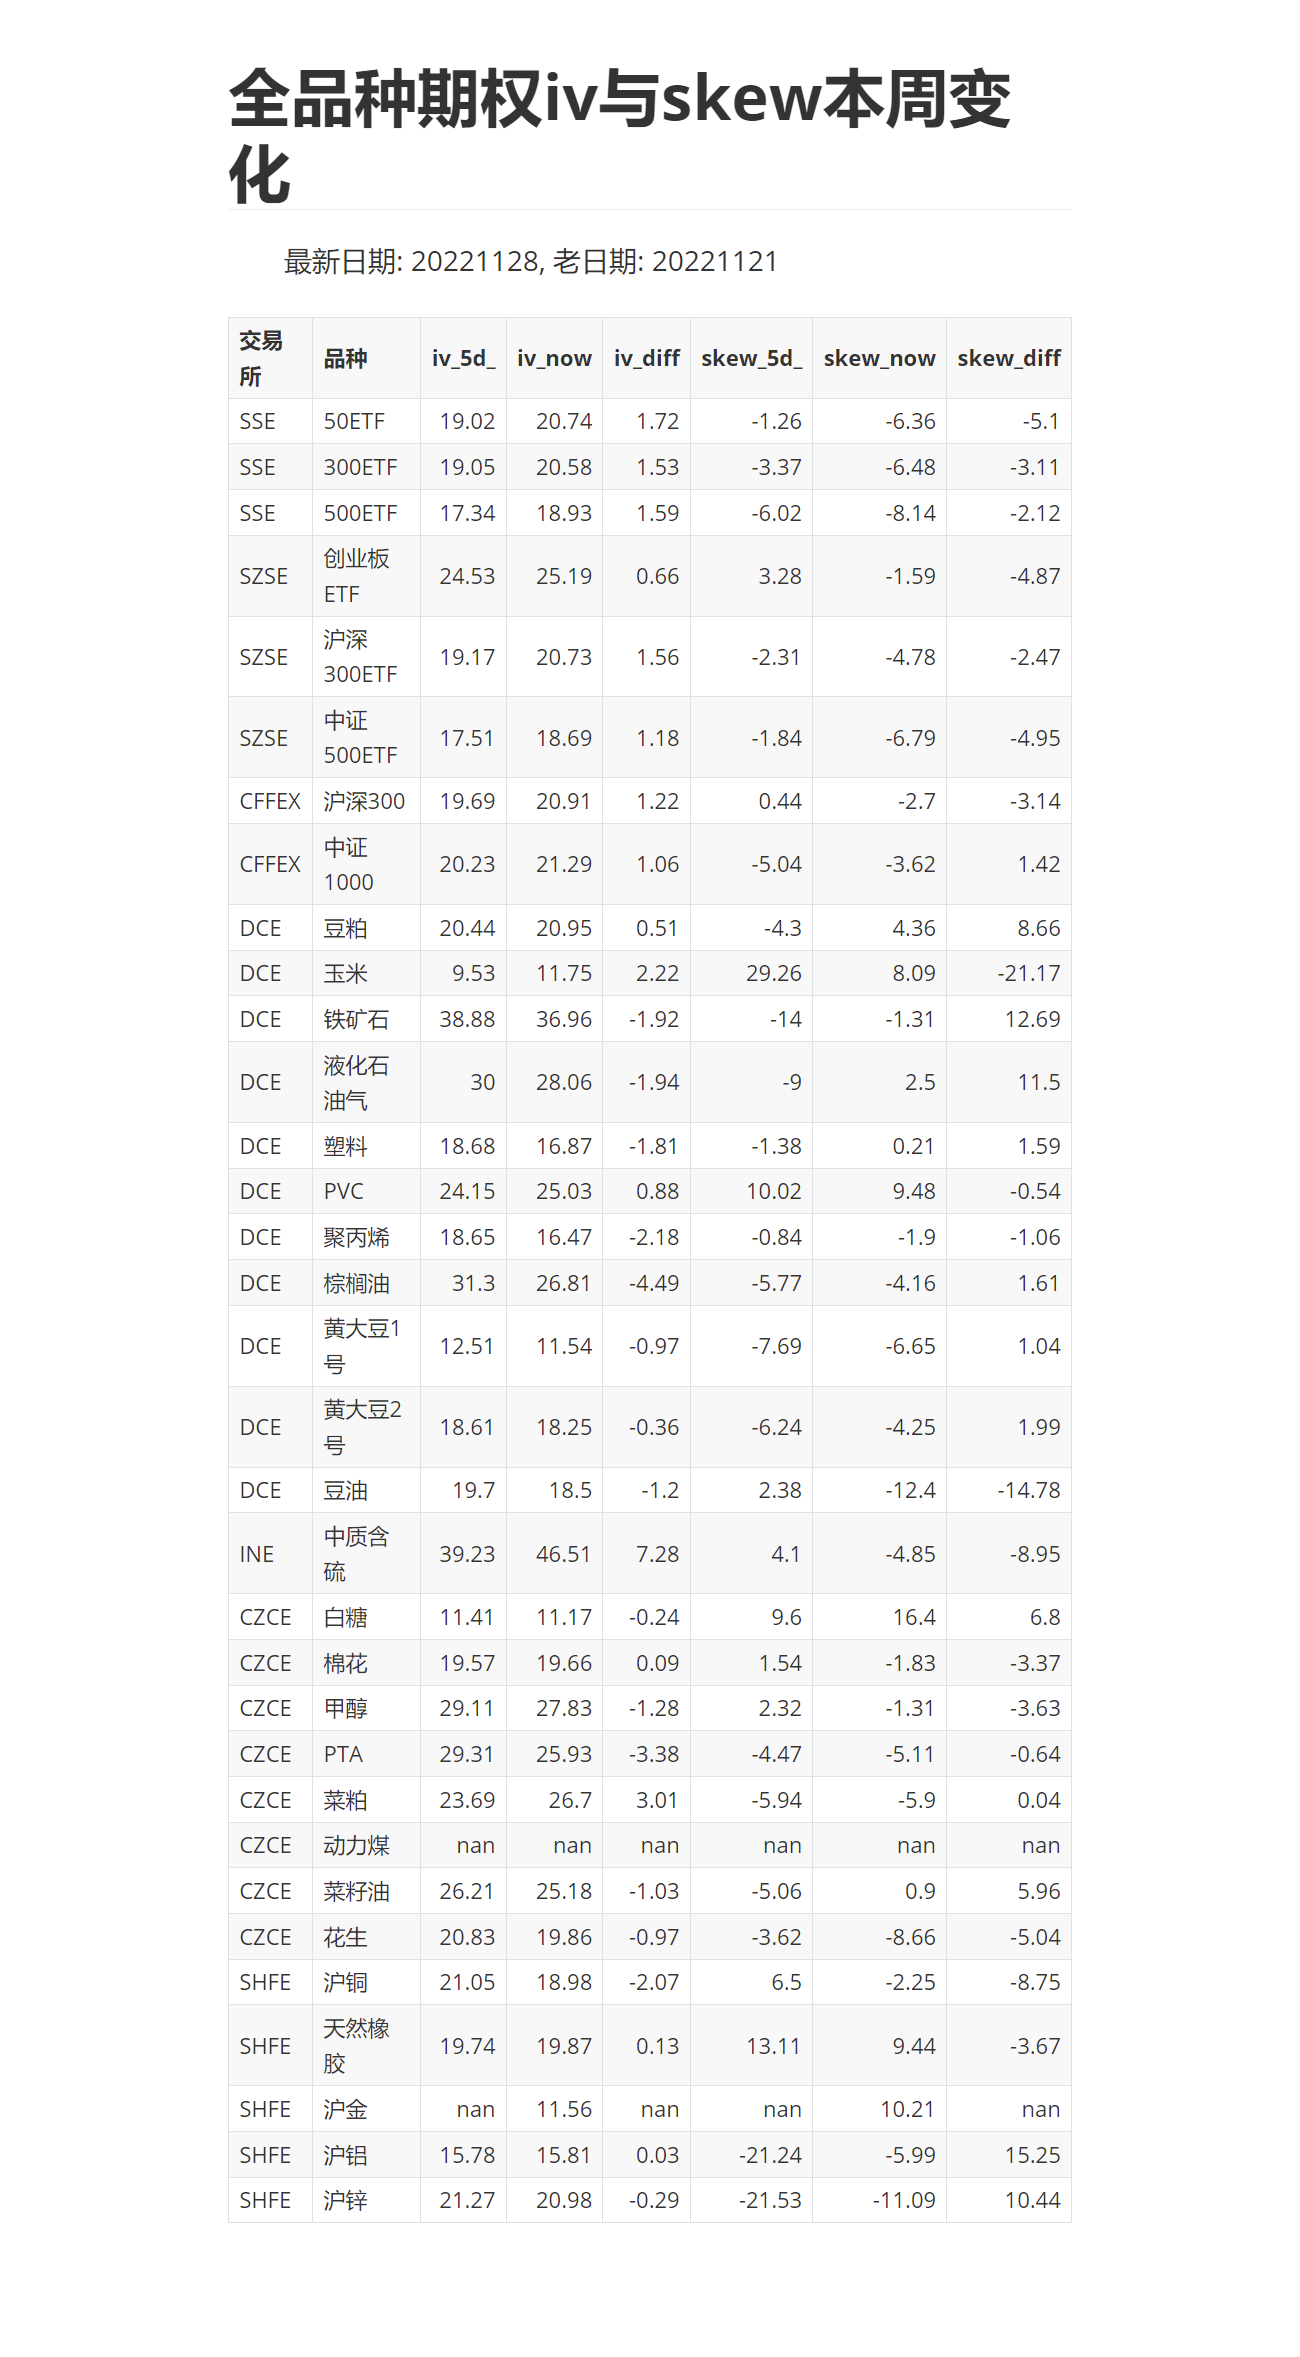 全品种期权iv与skew本周变
化
最新日期: 20221128, 老日期: 20221121
交易所 品种 iv_5d_ iv_now iv_diff skew_5d_ skew_now skew_diff
SSE 50ETF 19.02 20.74 1.72 -1.26 -6.36 -5.1
SSE 300ETF 19.05 20.58 1.53 -3.37 -6.48 -3.11
SSE 500ETF 17.34 18.93 1.59 -6.02 -8.14 -2.12
SZSE 创业板ETF 24.53 25.19 0.66 3.28 -1.59 -4.87
SZSE 沪深300ETF 19.17 20.73 1.56 -2.31 -4.78 -2.47
SZSE 中证500ETF 17.51 18.69 1.18 -1.84 -6.79 -4.95
CFFEX 沪深300 19.69 20.91 1.22 0.44 -2.7 -3.14
CFFEX 中证1000 20.23 21.29 1.06 -5.04 -3.62 1.42
DCE 豆粕 20.44 20.95 0.51 -4.3 4.36 8.66
DCE 玉米 9.53 11.75 2.22 29.26 8.09 -21.17
DCE 铁矿石 38.88 36.96 -1.92 -14 -1.31 12.69
DCE 液化石油气 30 28.06 -1.94 -9 2.5 11.5
DCE 塑料 18.68 16.87 -1.81 -1.38 0.21 1.59
DCE PVC 24.15 25.03 0.88 10.02 9.48 -0.54
DCE 聚丙烯 18.65 16.47 -2.18 -0.84 -1.9 -1.06
DCE 棕榈油 31.3 26.81 -4.49 -5.77 -4.16 1.61
DCE 黄大豆1号 12.51 11.54 -0.97 -7.69 -6.65 1.04
DCE 黄大豆2号 18.61 18.25 -0.36 -6.24 -4.25 1.99
DCE 豆油 19.7 18.5 -1.2 2.38 -12.4 -14.78
INE 中质含硫 39.23 46.51 7.28 4.1 -4.85 -8.95
CZCE 白糖 11.41 11.17 -0.24 9.6 16.4 6.8
CZCE 棉花 19.57 19.66 0.09 1.54 -1.83 -3.37
CZCE 甲醇 29.11 27.83 -1.28 2.32 -1.31 -3.63
CZCE PTA 29.31 25.93 -3.38 -4.47 -5.11 -0.64
CZCE 菜粕 23.69 26.7 3.01 -5.94 -5.9 0.04
CZCE 动力煤 nan nan nan nan nan nan
CZCE 菜籽油 26.21 25.18 -1.03 -5.06 0.9 5.96
CZCE 花生 20.83 19.86 -0.97 -3.62 -8.66 -5.04
SHFE 沪铜 21.05 18.98 -2.07 6.5 -2.25 -8.75
SHFE 天然橡胶 19.74 19.87 0.13 13.11 9.44 -3.67
SHFE 沪金 nan 11.56 nan nan 10.21 nan
SHFE 沪铝 15.78 15.81 0.03 -21.24 -5.99 15.25
SHFE 沪锌 21.27 20.98 -0.29 -21.53 -11.09 10.44